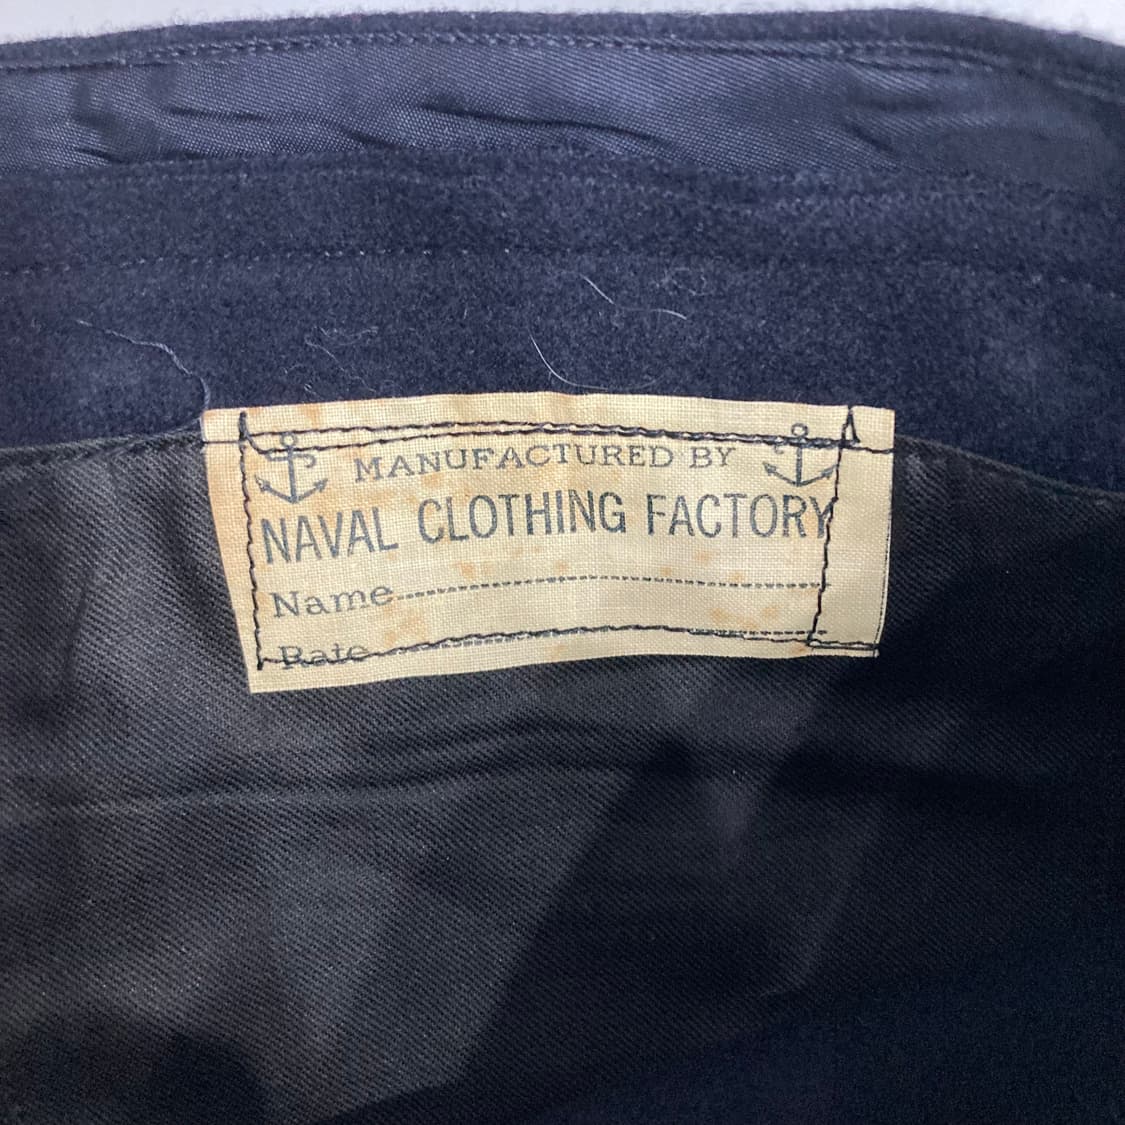 MANUFACTURED BY
NAVAL CLOTHING FACTORY
Name
Rate